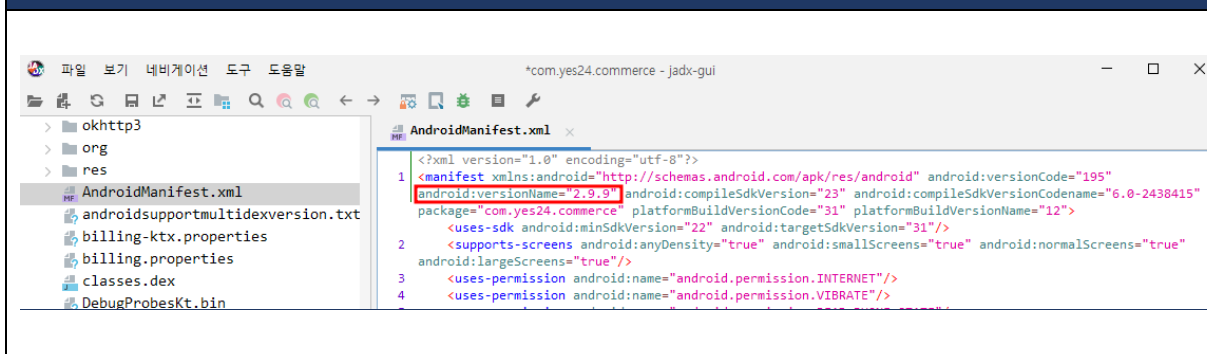 파일 보기 네비게이션 도구 도움말
*com.yes24.commerce - jadx-gui
okhttp3
org
res
AndroidManifest.xml
androidsupportmultidexversion.txt
billing-ktx.properties
billing.properties
classes.dex
DebugProbesKt.bin
AndroidManifest.xml
<?xml version="1.0" encoding="utf-8"?>
1 <manifest xmlns:android="http://schemas.android.com/apk/res/android" android:versionCode="195"
android:versionName="2.9.9" android:compileSdkVersion="23" android:compileSdkVersionCodename="6.0-2438415"
package="com.yes24.commerce" platformBuildVersionCode="31" platformBuildVersionName="12">
<uses-sdk android:minSdkVersion="22" android:targetSdkVersion="31"/>
2 <supports-screens android:anyDensity="true" android:smallScreens="true" android:normalScreens="true"
android:largeScreens="true"/>
3 <uses-permission android:name="android.permission.INTERNET"/>
4 <uses-permission android:name="android.permission.VIBRATE"/>